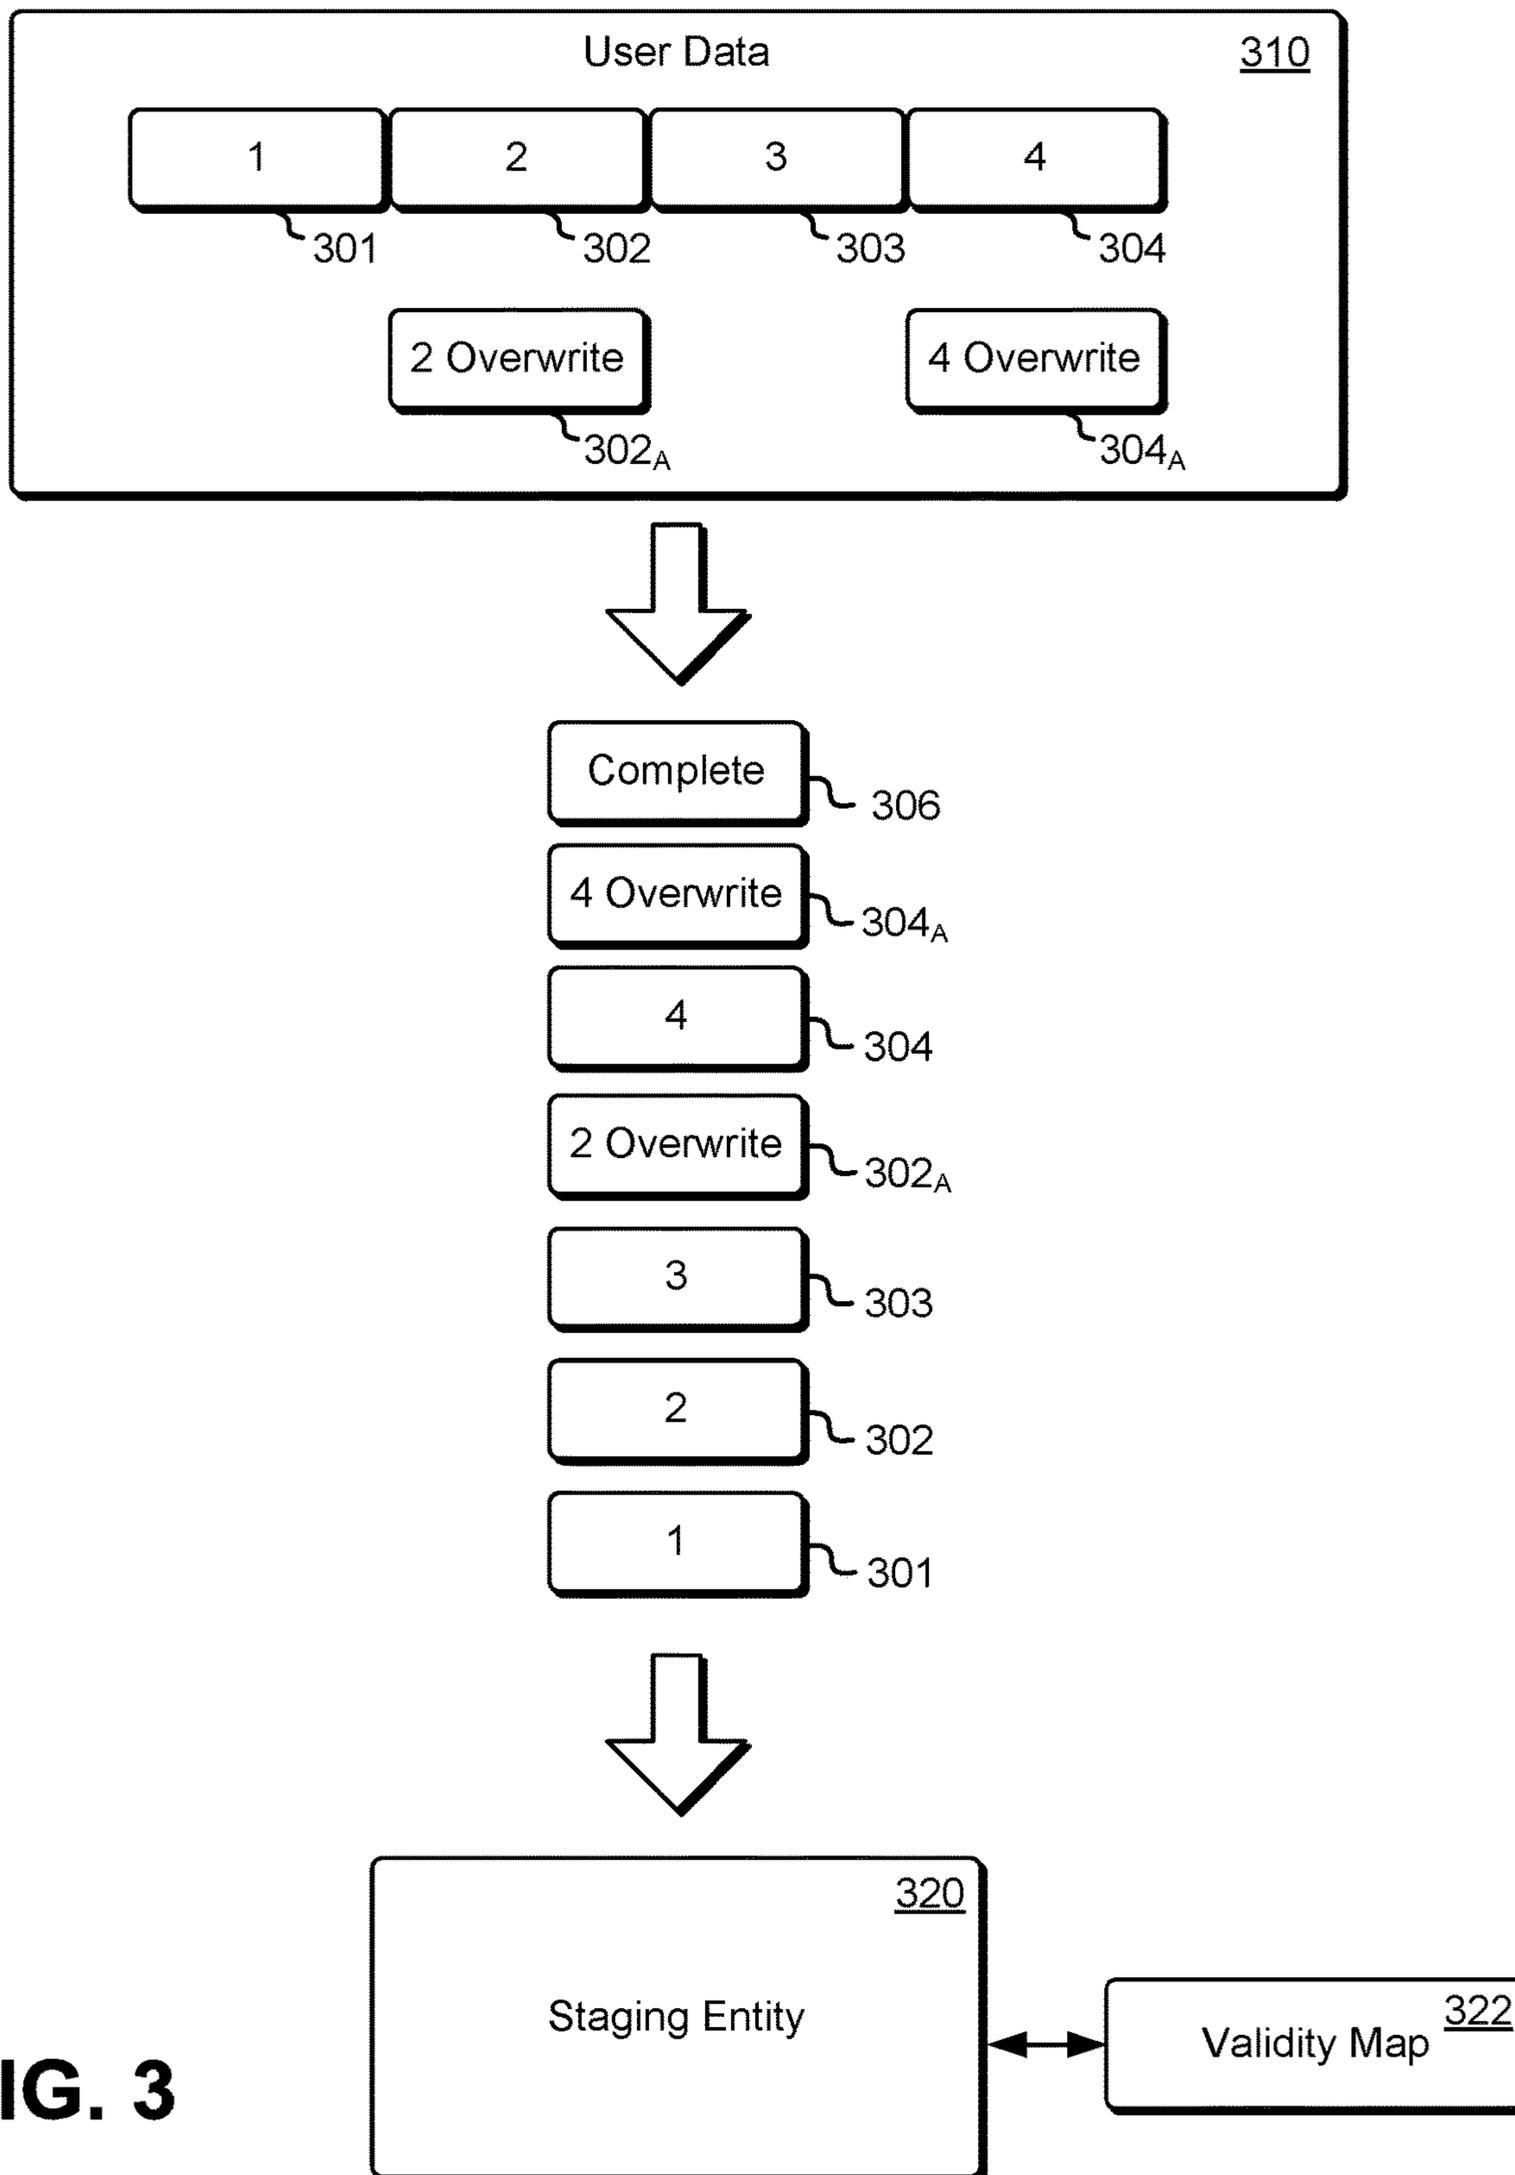 User Data 310
1 2 3 4
301 302 303 304
2 Overwrite 4 Overwrite
302A 304A
Complete 306
4 Overwrite 304A
4 304
2 Overwrite 302A
3 303
2 302
1 301
320
Staging Entity
322
Validity Map
IG. 3